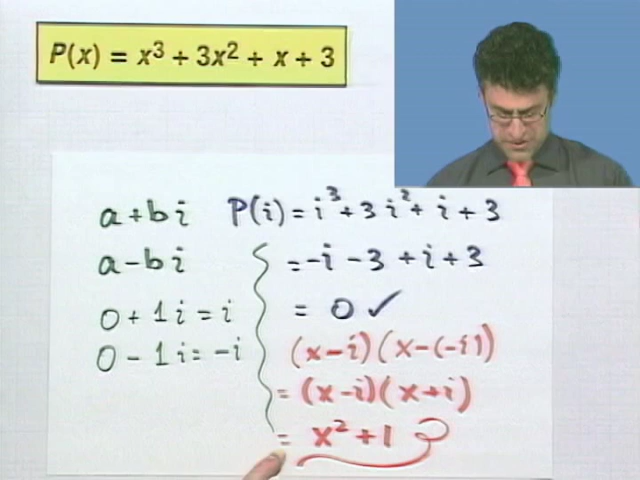 P(x) = x³ + 3x² + x + 3
a + bi
a - bi
0 + 1i = i
0 - 1i = -i
P(i) = i³ + 3i² + i + 3
= -i - 3 + i + 3
= 0 ✓
(x-i)(x-(-i))
= (x-i)(x+i)
= x² + 1